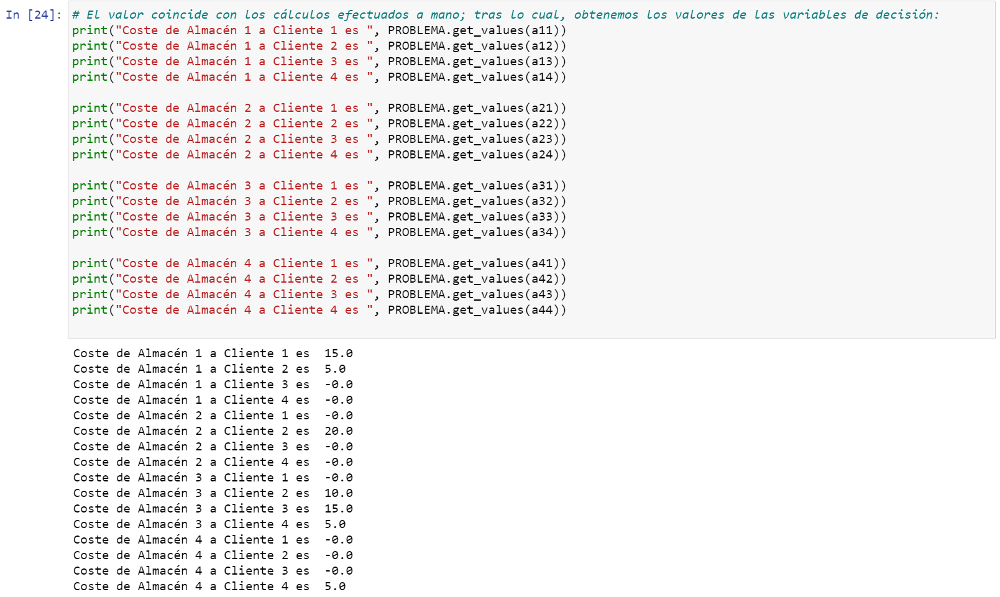 In [24]: # El valor coincide con los cálculos efectuados a mano; tras lo cual, obtenemos los valores de las variables de decisión:
print("Coste de Almacén 1 a Cliente 1 es ", PROBLEMA.get_values(a11))
print("Coste de Almacén 1 a Cliente 2 es ", PROBLEMA.get_values(a12))
print("Coste de Almacén 1 a Cliente 3 es ", PROBLEMA.get_values(a13))
print("Coste de Almacén 1 a Cliente 4 es ", PROBLEMA.get_values(a14))
print("Coste de Almacén 2 a Cliente 1 es ", PROBLEMA.get_values(a21))
print("Coste de Almacén 2 a Cliente 2 es ", PROBLEMA.get_values(a22))
print("Coste de Almacén 2 a Cliente 3 es ", PROBLEMA.get_values(a23))
print("Coste de Almacén 2 a Cliente 4 es ", PROBLEMA.get_values(a24))
print("Coste de Almacén 3 a Cliente 1 es ", PROBLEMA.get_values(a31))
print("Coste de Almacén 3 a Cliente 2 es ", PROBLEMA.get_values(a32))
print("Coste de Almacén 3 a Cliente 3 es ", PROBLEMA.get_values(a33))
print("Coste de Almacén 3 a Cliente 4 es ", PROBLEMA.get_values(a34))
print("Coste de Almacén 4 a Cliente 1 es ", PROBLEMA.get_values(a41))
print("Coste de Almacén 4 a Cliente 2 es ", PROBLEMA.get_values(a42))
print("Coste de Almacén 4 a Cliente 3 es ", PROBLEMA.get_values(a43))
print("Coste de Almacén 4 a Cliente 4 es ", PROBLEMA.get_values(a44))
Coste de Almacén 1 a Cliente 1 es  15.0
Coste de Almacén 1 a Cliente 2 es  5.0
Coste de Almacén 1 a Cliente 3 es  -0.0
Coste de Almacén 1 a Cliente 4 es  -0.0
Coste de Almacén 2 a Cliente 1 es  -0.0
Coste de Almacén 2 a Cliente 2 es  20.0
Coste de Almacén 2 a Cliente 3 es  -0.0
Coste de Almacén 2 a Cliente 4 es  -0.0
Coste de Almacén 3 a Cliente 1 es  -0.0
Coste de Almacén 3 a Cliente 2 es  10.0
Coste de Almacén 3 a Cliente 3 es  15.0
Coste de Almacén 3 a Cliente 4 es  5.0
Coste de Almacén 4 a Cliente 1 es  -0.0
Coste de Almacén 4 a Cliente 2 es  -0.0
Coste de Almacén 4 a Cliente 3 es  -0.0
Coste de Almacén 4 a Cliente 4 es  5.0